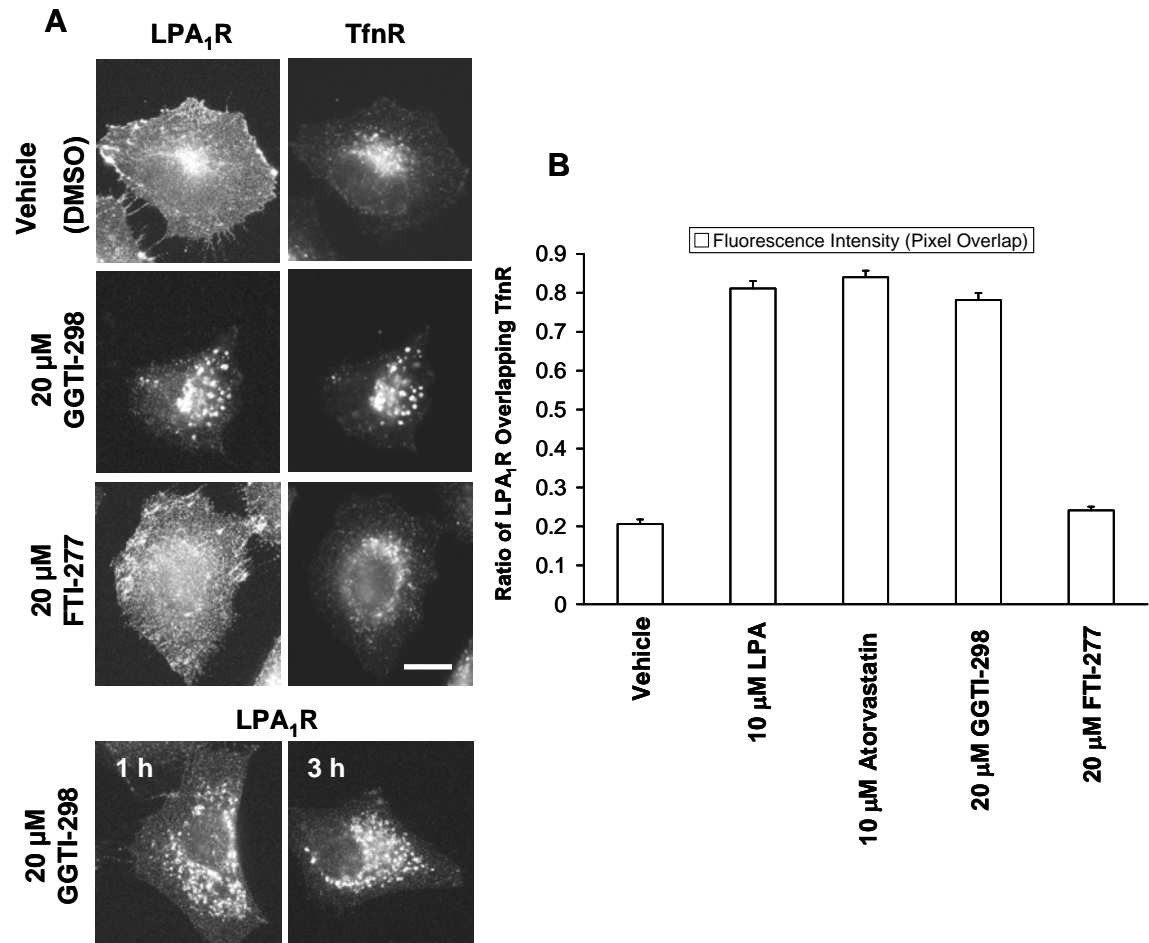 A
LPA₁R
TfnR
Vehicle
(DMSO)
20 µM
GGTI-298
20 µM
FTI-277
LPA₁R
20 µM
GGTI-298
1 h
3 h
B
Fluorescence Intensity (Pixel Overlap)
Ratio of LPA₁R Overlapping TfnR
0.9
0.8
0.7
0.6
0.5
0.4
0.3
0.2
0.1
0
Vehicle
10 µM LPA
10 µM Atorvastatin
20 µM GGTI-298
20 µM FTI-277